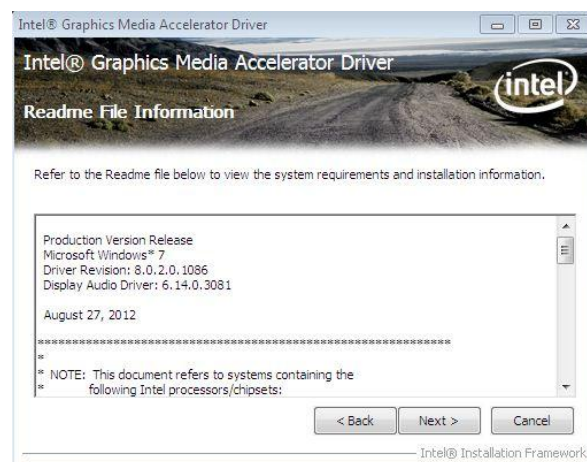 Intel® Graphics Media Accelerator Driver
Intel® Graphics Media Accelerator Driver
intel
Readme File Information
Refer to the Readme file below to view the system requirements and installation information.
Production Version Release
Microsoft Windows* 7
Driver Revision: 8.0.2.0.1086
Display Audio Driver: 6.14.0.3081
August 27, 2012
*************************************************************
*
* NOTE: This document refers to systems containing the
* following Intel processors/chipsets:
< Back Next > Cancel
Intel® Installation Framework